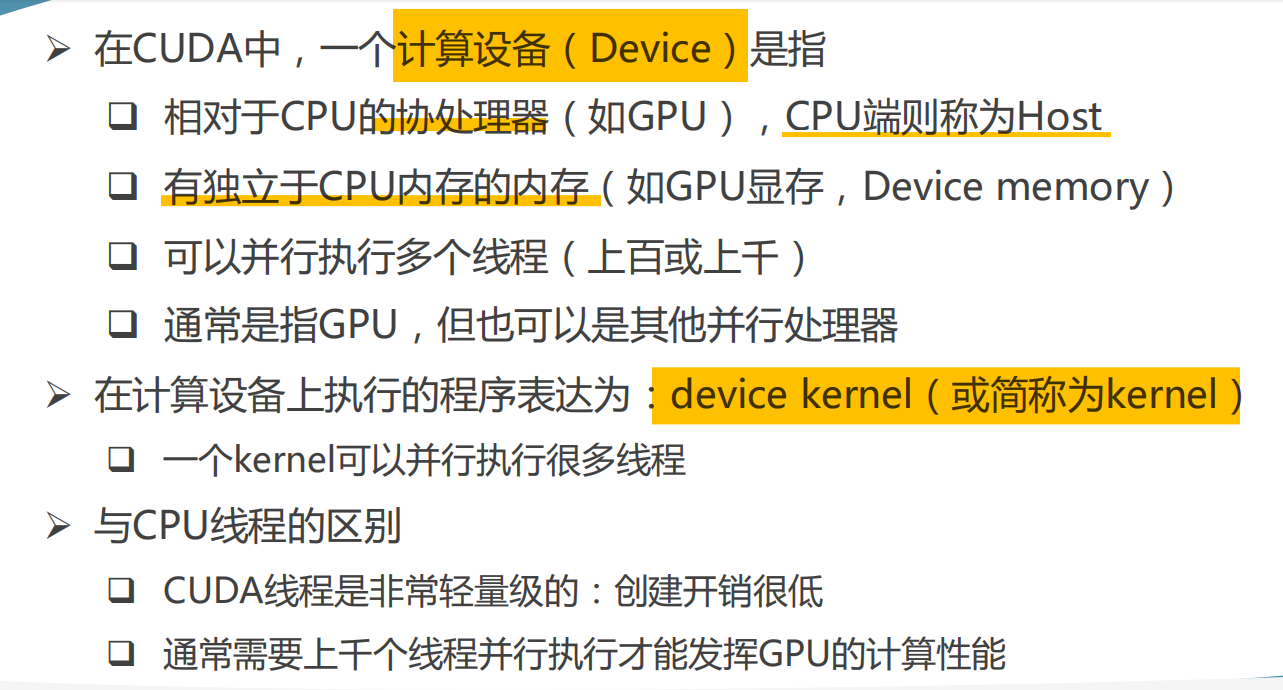 在CUDA中，一个计算设备（Device）是指
相对于CPU的协处理器（如GPU），CPU端则称为Host
有独立于CPU内存的内存（如GPU显存，Device memory）
可以并行执行多个线程（上百或上千）
通常是指GPU，但也可以是其他并行处理器
在计算设备上执行的程序表达为：device kernel（或简称为kernel）
一个kernel可以并行执行很多线程
与CPU线程的区别
CUDA线程是非常轻量级的：创建开销很低
通常需要上千个线程并行执行才能发挥GPU的计算性能